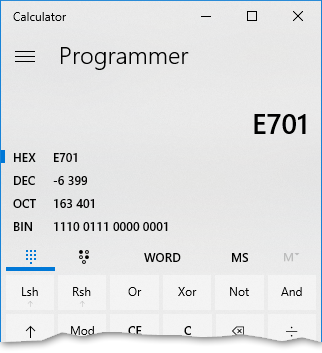 Calculator
Programmer
E701
HEX E701
DEC -6 399
OCT 163 401
BIN 1110 0111 0000 0001
WORD MS M
Lsh Rsh Or Xor Not And
↑ Mod CE C ⌫ ÷